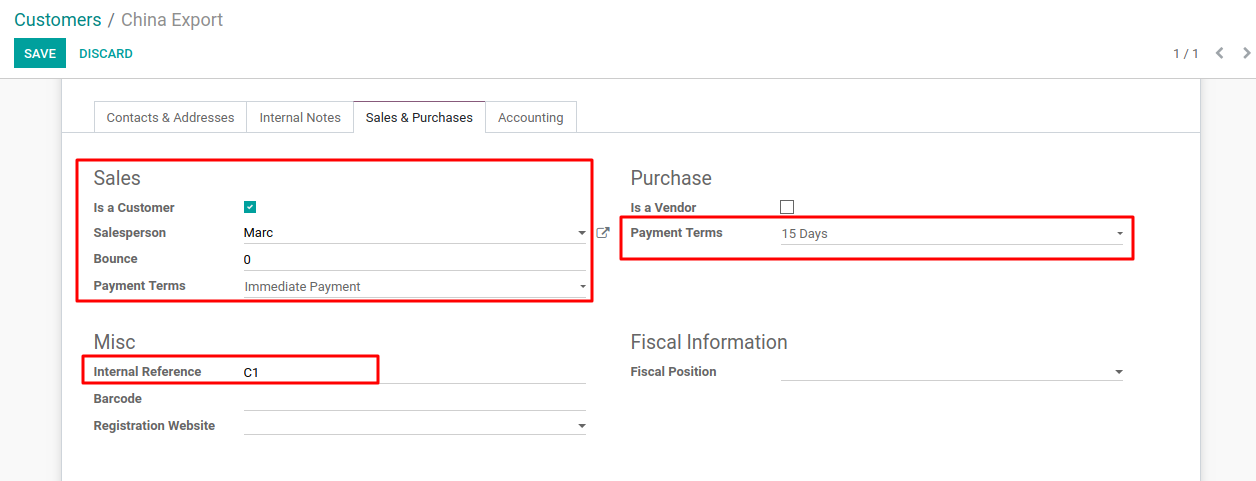 Customers / China Export
SAVE DISCARD
1 / 1
Contacts & Addresses Internal Notes Sales & Purchases Accounting
Sales
Is a Customer
Salesperson Marc
Bounce 0
Payment Terms Immediate Payment
Purchase
Is a Vendor
Payment Terms 15 Days
Misc
Internal Reference C1
Barcode
Registration Website
Fiscal Information
Fiscal Position